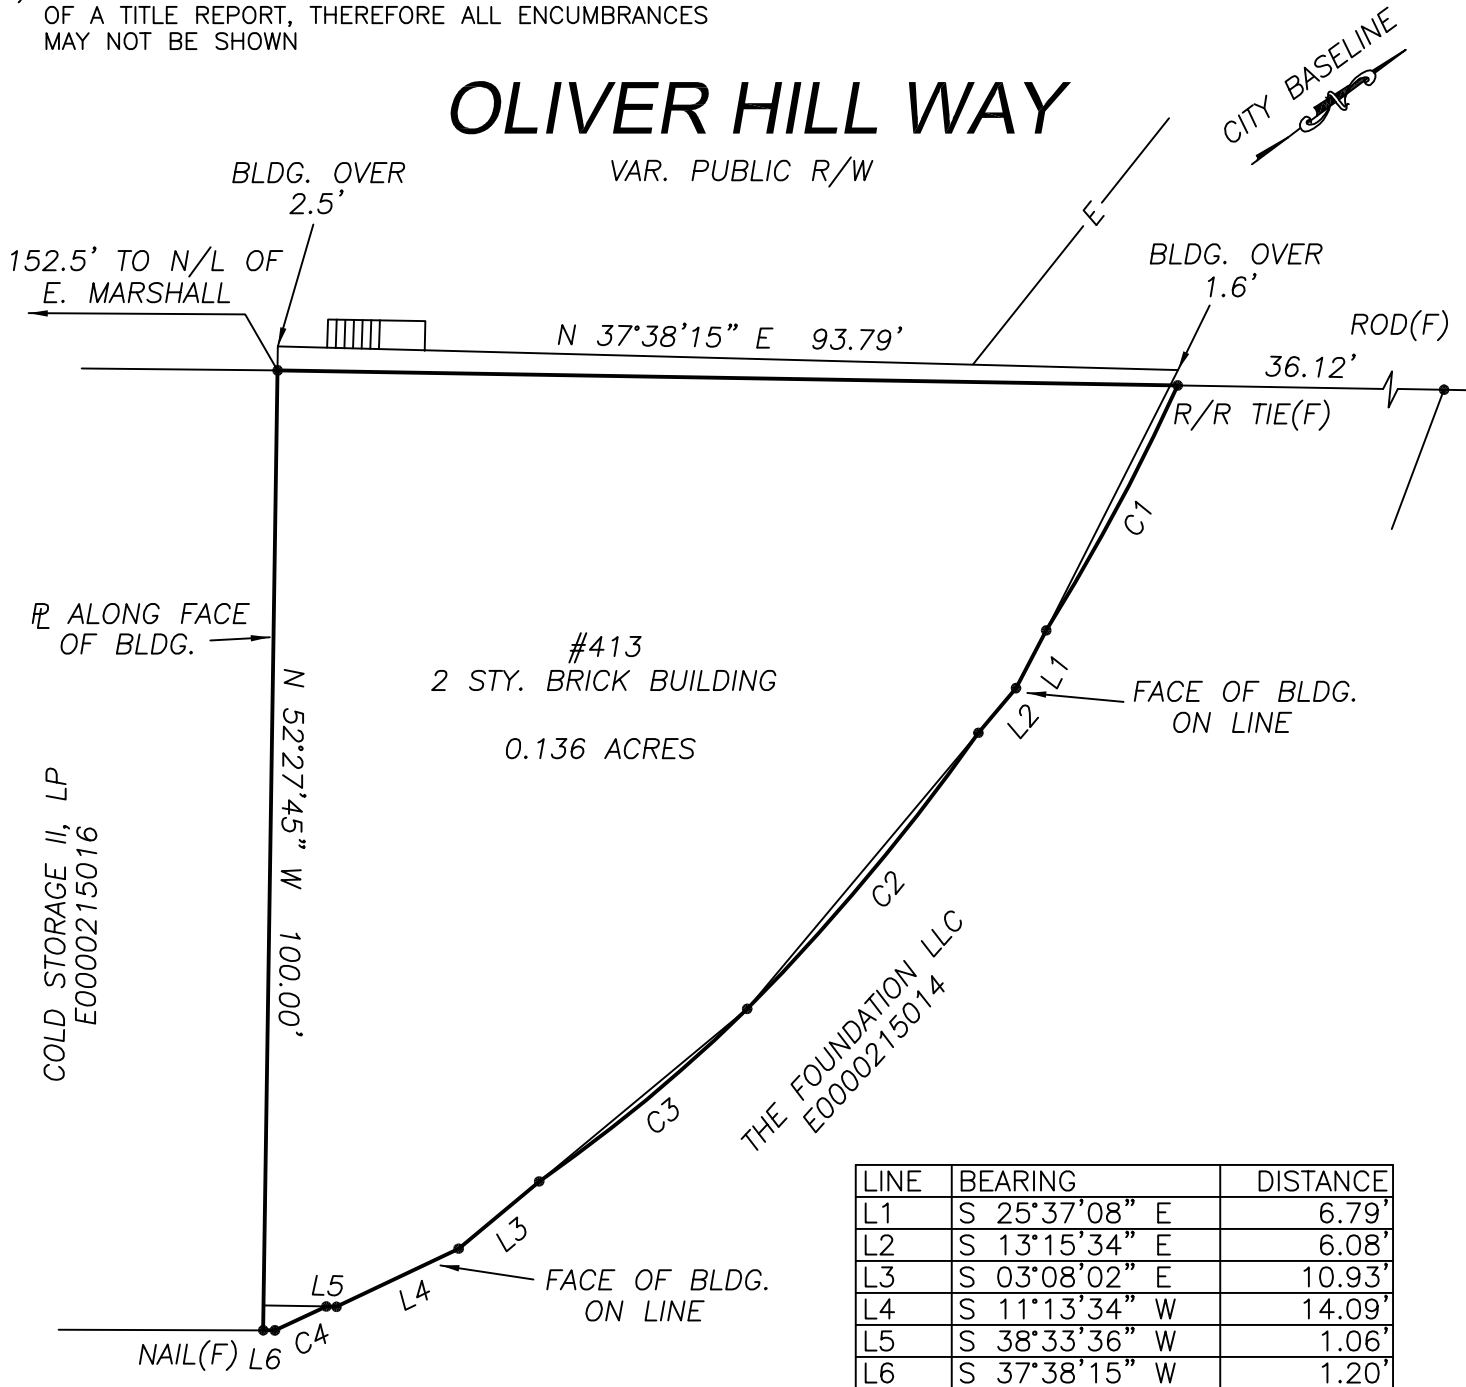 OF A TITLE REPORT, THEREFORE ALL ENCUMBRANCES
MAY NOT BE SHOWN
OLIVER HILL WAY
VAR. PUBLIC R/W
CITY BASELINE
N
BLDG. OVER
2.5'
152.5' TO N/L OF
E. MARSHALL
E
BLDG. OVER
1.6'
N 37°38'15" E 93.79'
ROD(F)
36.12'
R/R TIE(F)
C1
℄ ALONG FACE
OF BLDG.
#413
2 STY. BRICK BUILDING
0.136 ACRES
L1
L2
FACE OF BLDG.
ON LINE
N 52°27'45" W 100.00'
COLD STORAGE II, LP
E0000215016
C2
THE FOUNDATION LLC
E0000215014
C3
L3
L4
FACE OF BLDG.
ON LINE
L5
C4
NAIL(F) L6
LINE BEARING DISTANCE
L1 S 25°37'08" E 6.79'
L2 S 13°15'34" E 6.08'
L3 S 03°08'02" E 10.93'
L4 S 11°13'34" W 14.09'
L5 S 38°33'36" W 1.06'
L6 S 37°38'15" W 1.20'